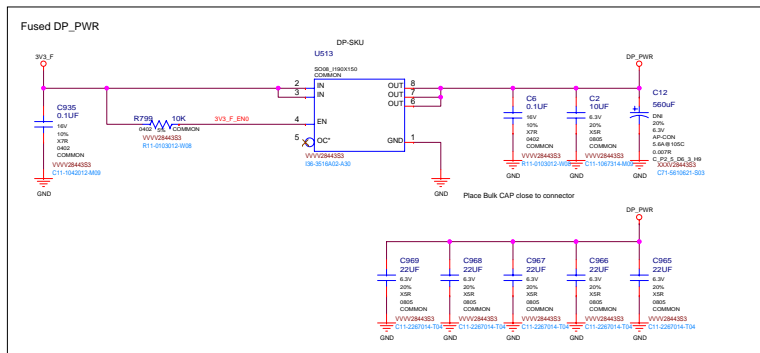 Fused DP_PWR
DP-SKU
3V3_F
U513
SO08_I190X150
COMMON
DP_PWR
2 IN
3 IN
OUT 8
OUT 7
OUT 6
4 EN
5 OC*
GND 1
C935
0.1UF
16V
10%
X7R
0402
COMMON
VVVV28443S3
C11-1042012-M09
GND
R799 10K
0402 5% COMMON
VVVV28443S3
R11-0103012-W08
3V3_F_EN0
VVVV28443S3
I36-3516A02-A30
GND
C6
0.1UF
16V
10%
X7R
0402
COMMON
VVVV28443S3
R11-0103012-W08
GND
C2
10UF
6.3V
20%
X5R
0805
COMMON
VVVV28443S3
C11-1067314-M09
GND
C12
560uF
DNI
20%
6.3V
AP-CON
5.6A@105C
0.007R
C_P2_5_D6_3_H9
XXXV28443S3
C71-5610621-S03
GND
Place Bulk CAP close to connector
DP_PWR
C969
22UF
6.3V
20%
X5R
0805
COMMON
VVVV28443S3
C11-2267014-T04
GND
C968
22UF
6.3V
20%
X5R
0805
COMMON
VVVV28443S3
C11-2267014-T04
GND
C967
22UF
6.3V
20%
X5R
0805
COMMON
VVVV28443S3
C11-2267014-T04
GND
C966
22UF
6.3V
20%
X5R
0805
COMMON
VVVV28443S3
C11-2267014-T04
GND
C965
22UF
6.3V
20%
X5R
0805
COMMON
VVVV28443S3
C11-2267014-T04
GND